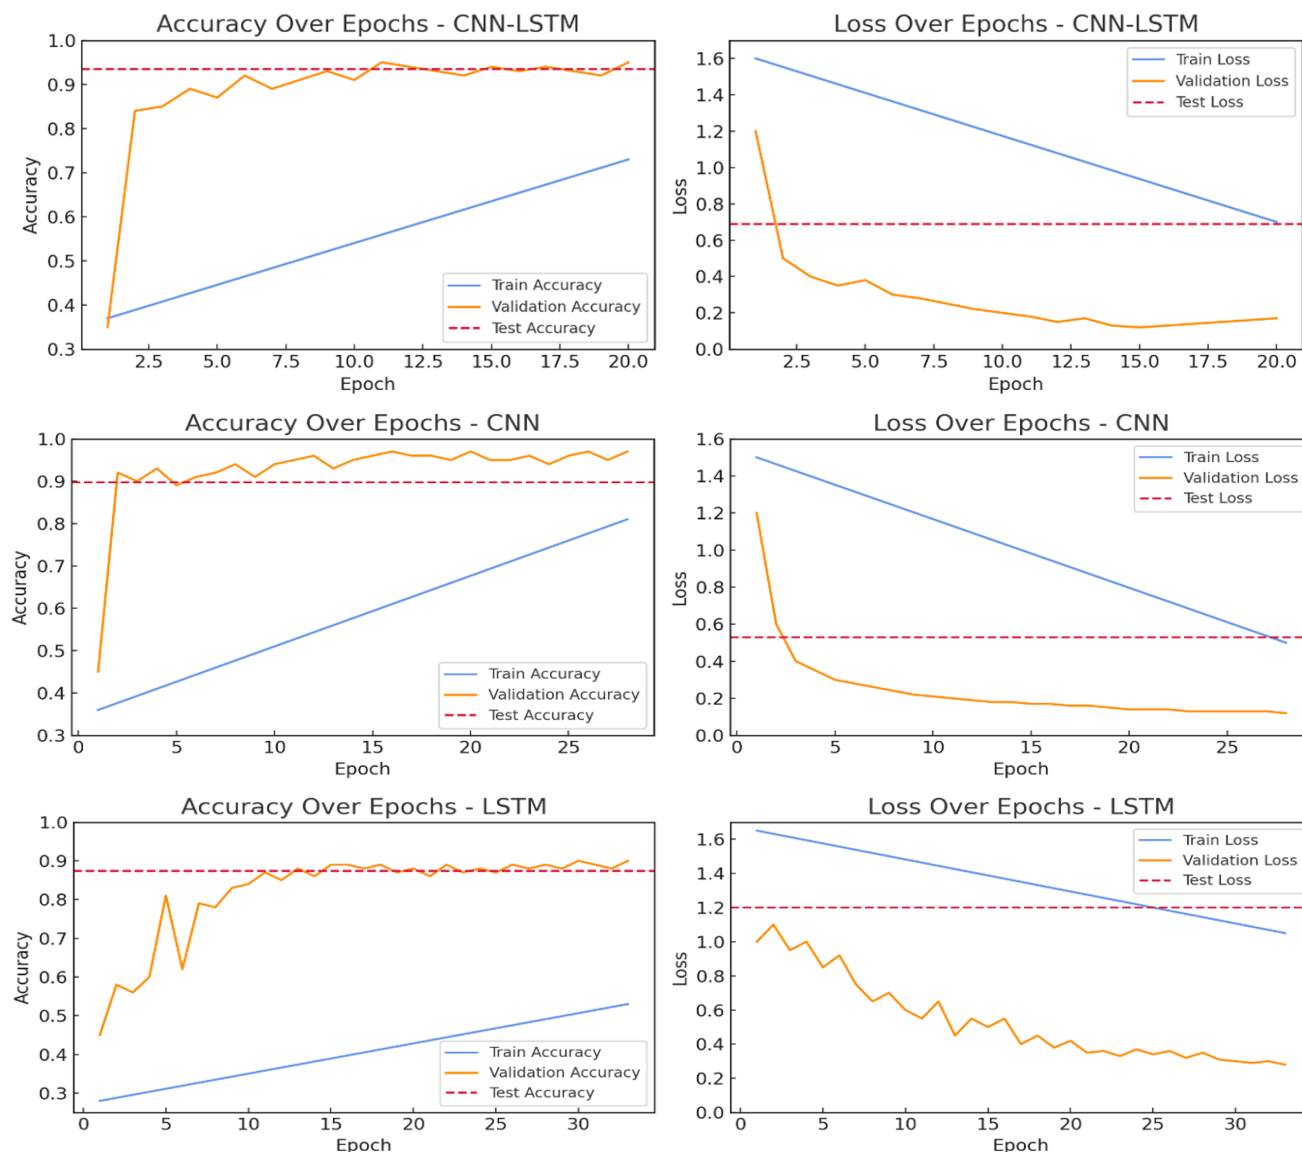 Accuracy Over Epochs - CNN-LSTM
1.0
0.9
0.8
0.7
0.6
0.5
0.4
0.3
Accuracy
Train Accuracy
Validation Accuracy
Test Accuracy
2.5 5.0 7.5 10.0 12.5 15.0 17.5 20.0
Epoch
Loss Over Epochs - CNN-LSTM
1.6
1.4
1.2
1.0
0.8
0.6
0.4
0.2
0.0
Loss
Train Loss
Validation Loss
Test Loss
2.5 5.0 7.5 10.0 12.5 15.0 17.5 20.0
Epoch
Accuracy Over Epochs - CNN
1.0
0.9
0.8
0.7
0.6
0.5
0.4
0.3
Accuracy
Train Accuracy
Validation Accuracy
Test Accuracy
0 5 10 15 20 25
Epoch
Loss Over Epochs - CNN
1.6
1.4
1.2
1.0
0.8
0.6
0.4
0.2
0.0
Loss
Train Loss
Validation Loss
Test Loss
0 5 10 15 20 25
Epoch
Accuracy Over Epochs - LSTM
1.0
0.9
0.8
0.7
0.6
0.5
0.4
0.3
Accuracy
Train Accuracy
Validation Accuracy
Test Accuracy
0 5 10 15 20 25 30
Epoch
Loss Over Epochs - LSTM
1.6
1.4
1.2
1.0
0.8
0.6
0.4
0.2
0.0
Loss
Train Loss
Validation Loss
Test Loss
0 5 10 15 20 25 30
Epoch